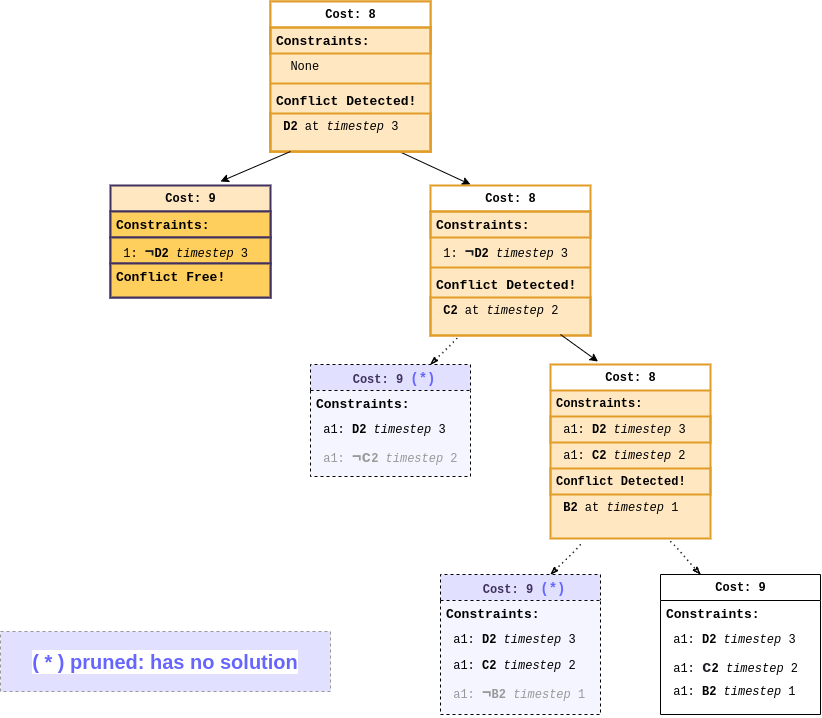 Cost: 8
Constraints:
None
Conflict Detected!
D2 at timestep 3
Cost: 9
Constraints:
1: ¬D2 timestep 3
Conflict Free!
Cost: 8
Constraints:
1: ¬D2 timestep 3
Conflict Detected!
C2 at timestep 2
Cost: 9 (*)
Constraints:
a1: D2 timestep 3
a1: ¬C2 timestep 2
Cost: 8
Constraints:
a1: D2 timestep 3
a1: C2 timestep 2
Conflict Detected!
B2 at timestep 1
Cost: 9 (*)
Constraints:
a1: D2 timestep 3
a1: C2 timestep 2
a1: ¬B2 timestep 1
Cost: 9
Constraints:
a1: D2 timestep 3
a1: C2 timestep 2
a1: B2 timestep 1
( * ) pruned: has no solution